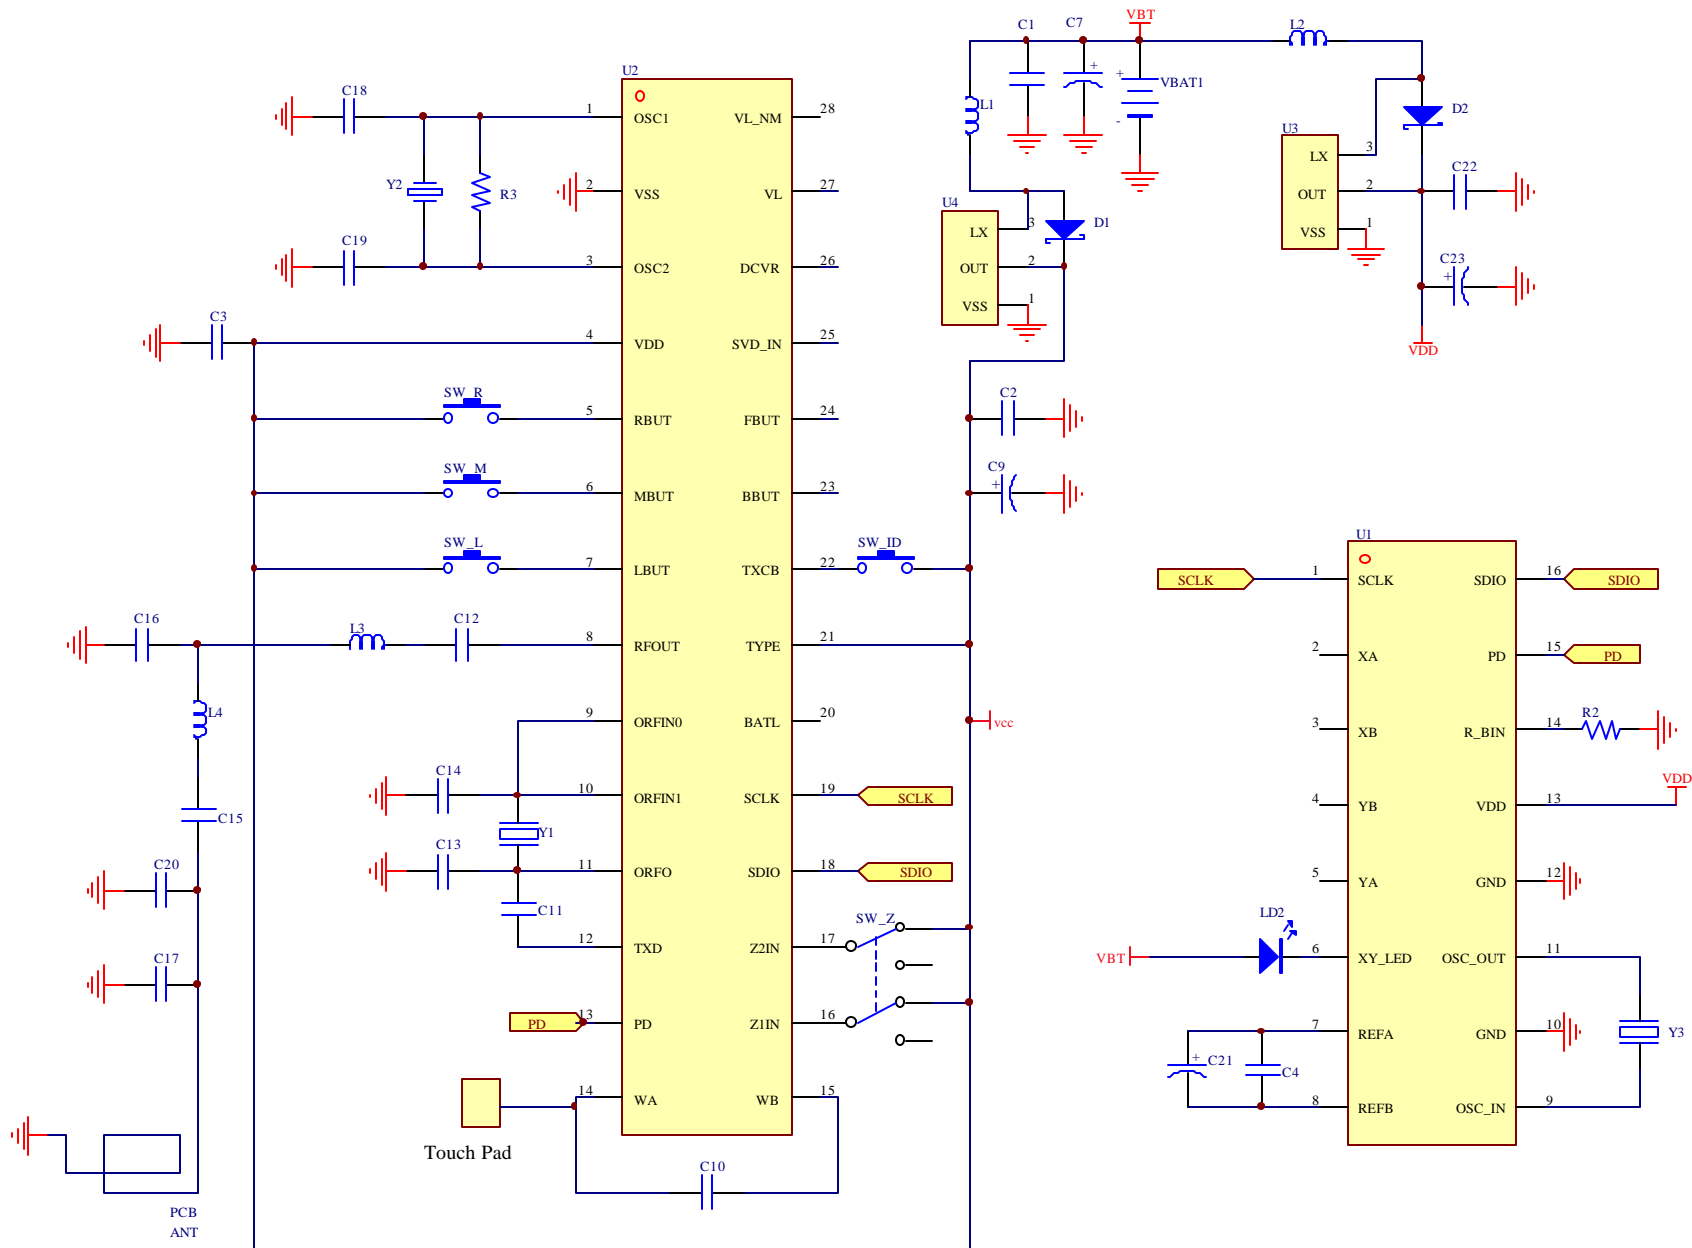 C1
C7
VBT
L2
+
+
VBAT1
-
L1
U2
C18
1
OSC1
VL_NM
28
Y2
R3
2
VSS
VL
27
C19
3
OSC2
DCVR
26
C3
4
VDD
SVD_IN
25
SW_R
5
RBUT
FBUT
24
SW_M
6
MBUT
BBUT
23
SW_L
7
LBUT
TXCB
22
SW_ID
C16
L3
C12
8
RFOUT
TYPE
21
L4
9
ORFIN0
BATL
20
vcc
C14
10
ORFIN1
SCLK
19
SCLK
C15
Y1
C13
11
ORFO
SDIO
18
SDIO
C20
C11
12
TXD
Z2IN
17
SW_Z
C17
PD
13
PD
Z1IN
16
14
WA
WB
15
Touch Pad
C10
PCB
ANT
U4
LX
3
D1
OUT
2
VSS
1
C2
C9
+
U3
LX
3
D2
OUT
2
C22
VSS
1
C23
+
VDD
U1
SCLK
1
SCLK
SDIO
16
SDIO
2
XA
PD
15
PD
3
XB
R_BIN
14
R2
4
YB
VDD
13
VDD
5
YA
GND
12
VBT
LD2
6
XY_LED
OSC_OUT
11
7
REFA
GND
10
Y3
+
C21
C4
8
REFB
OSC_IN
9